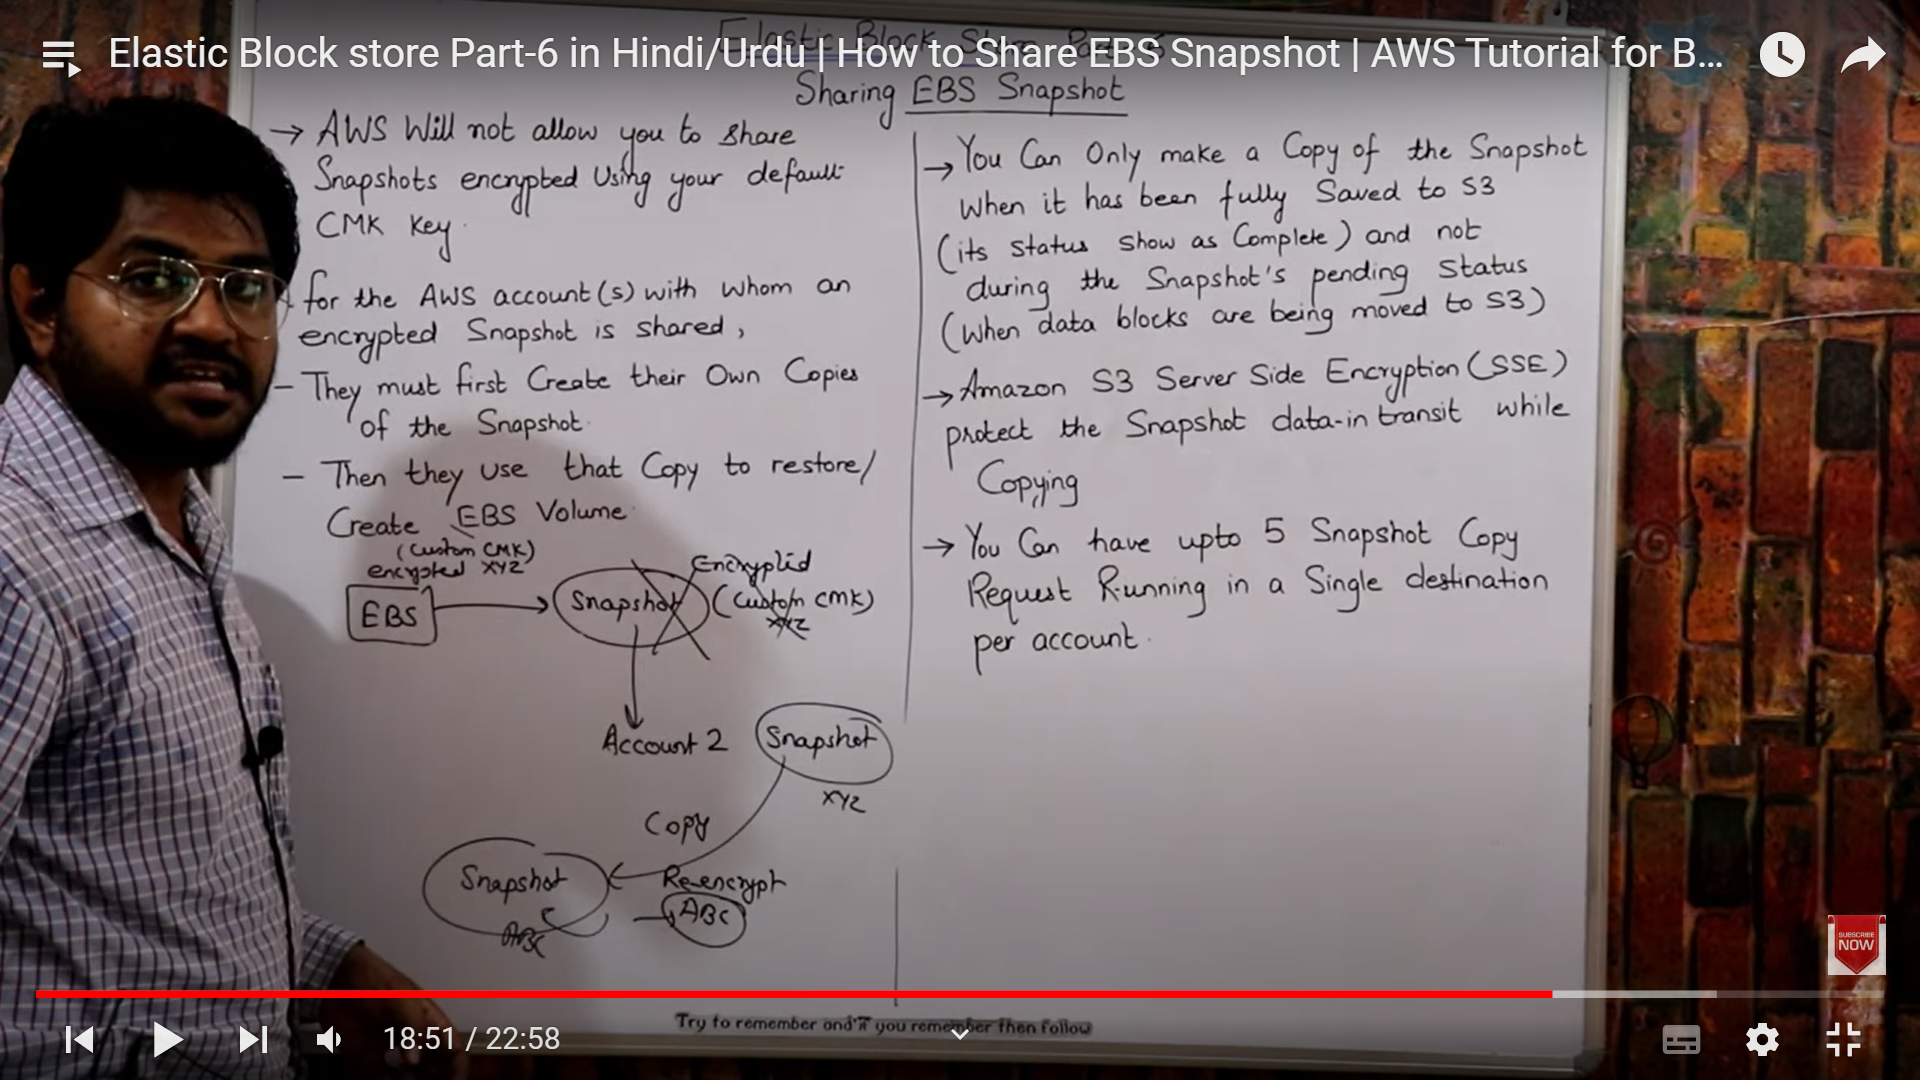 Elastic Block store Part-6 in Hindi/Urdu | How to Share EBS Snapshot | AWS Tutorial for B...
Sharing EBS Snapshot
→ AWS Will not allow you to share
Snapshots encrypted Using your default
CMK Key.
for the AWS account(s) with whom an
encrypted Snapshot is shared,
– They must first Create their Own Copies
of the Snapshot.
– Then they use that Copy to restore/
Create EBS Volume.
(Custom CMK)
encrypted XYZ
EBS
Snapshot
Encryptid
(Custom CMK)
XYZ
Account 2
Snapshot
XYZ
Copy
Snapshot
Re-encrypt
ABC
ABC
→ You Can Only make a Copy of the Snapshot
When it has been fully Saved to S3
(its status show as Complete) and not
during the Snapshot's pending status
(When data blocks are being moved to S3)
→ Amazon S3 Server Side Encryption (SSE)
protect the Snapshot data-in transit while
Copying
→ You Can have upto 5 Snapshot Copy
Request Running in a Single destination
per account.
SUBSCRIBE
NOW
Try to remember and if you remember then follow
18:51 / 22:58